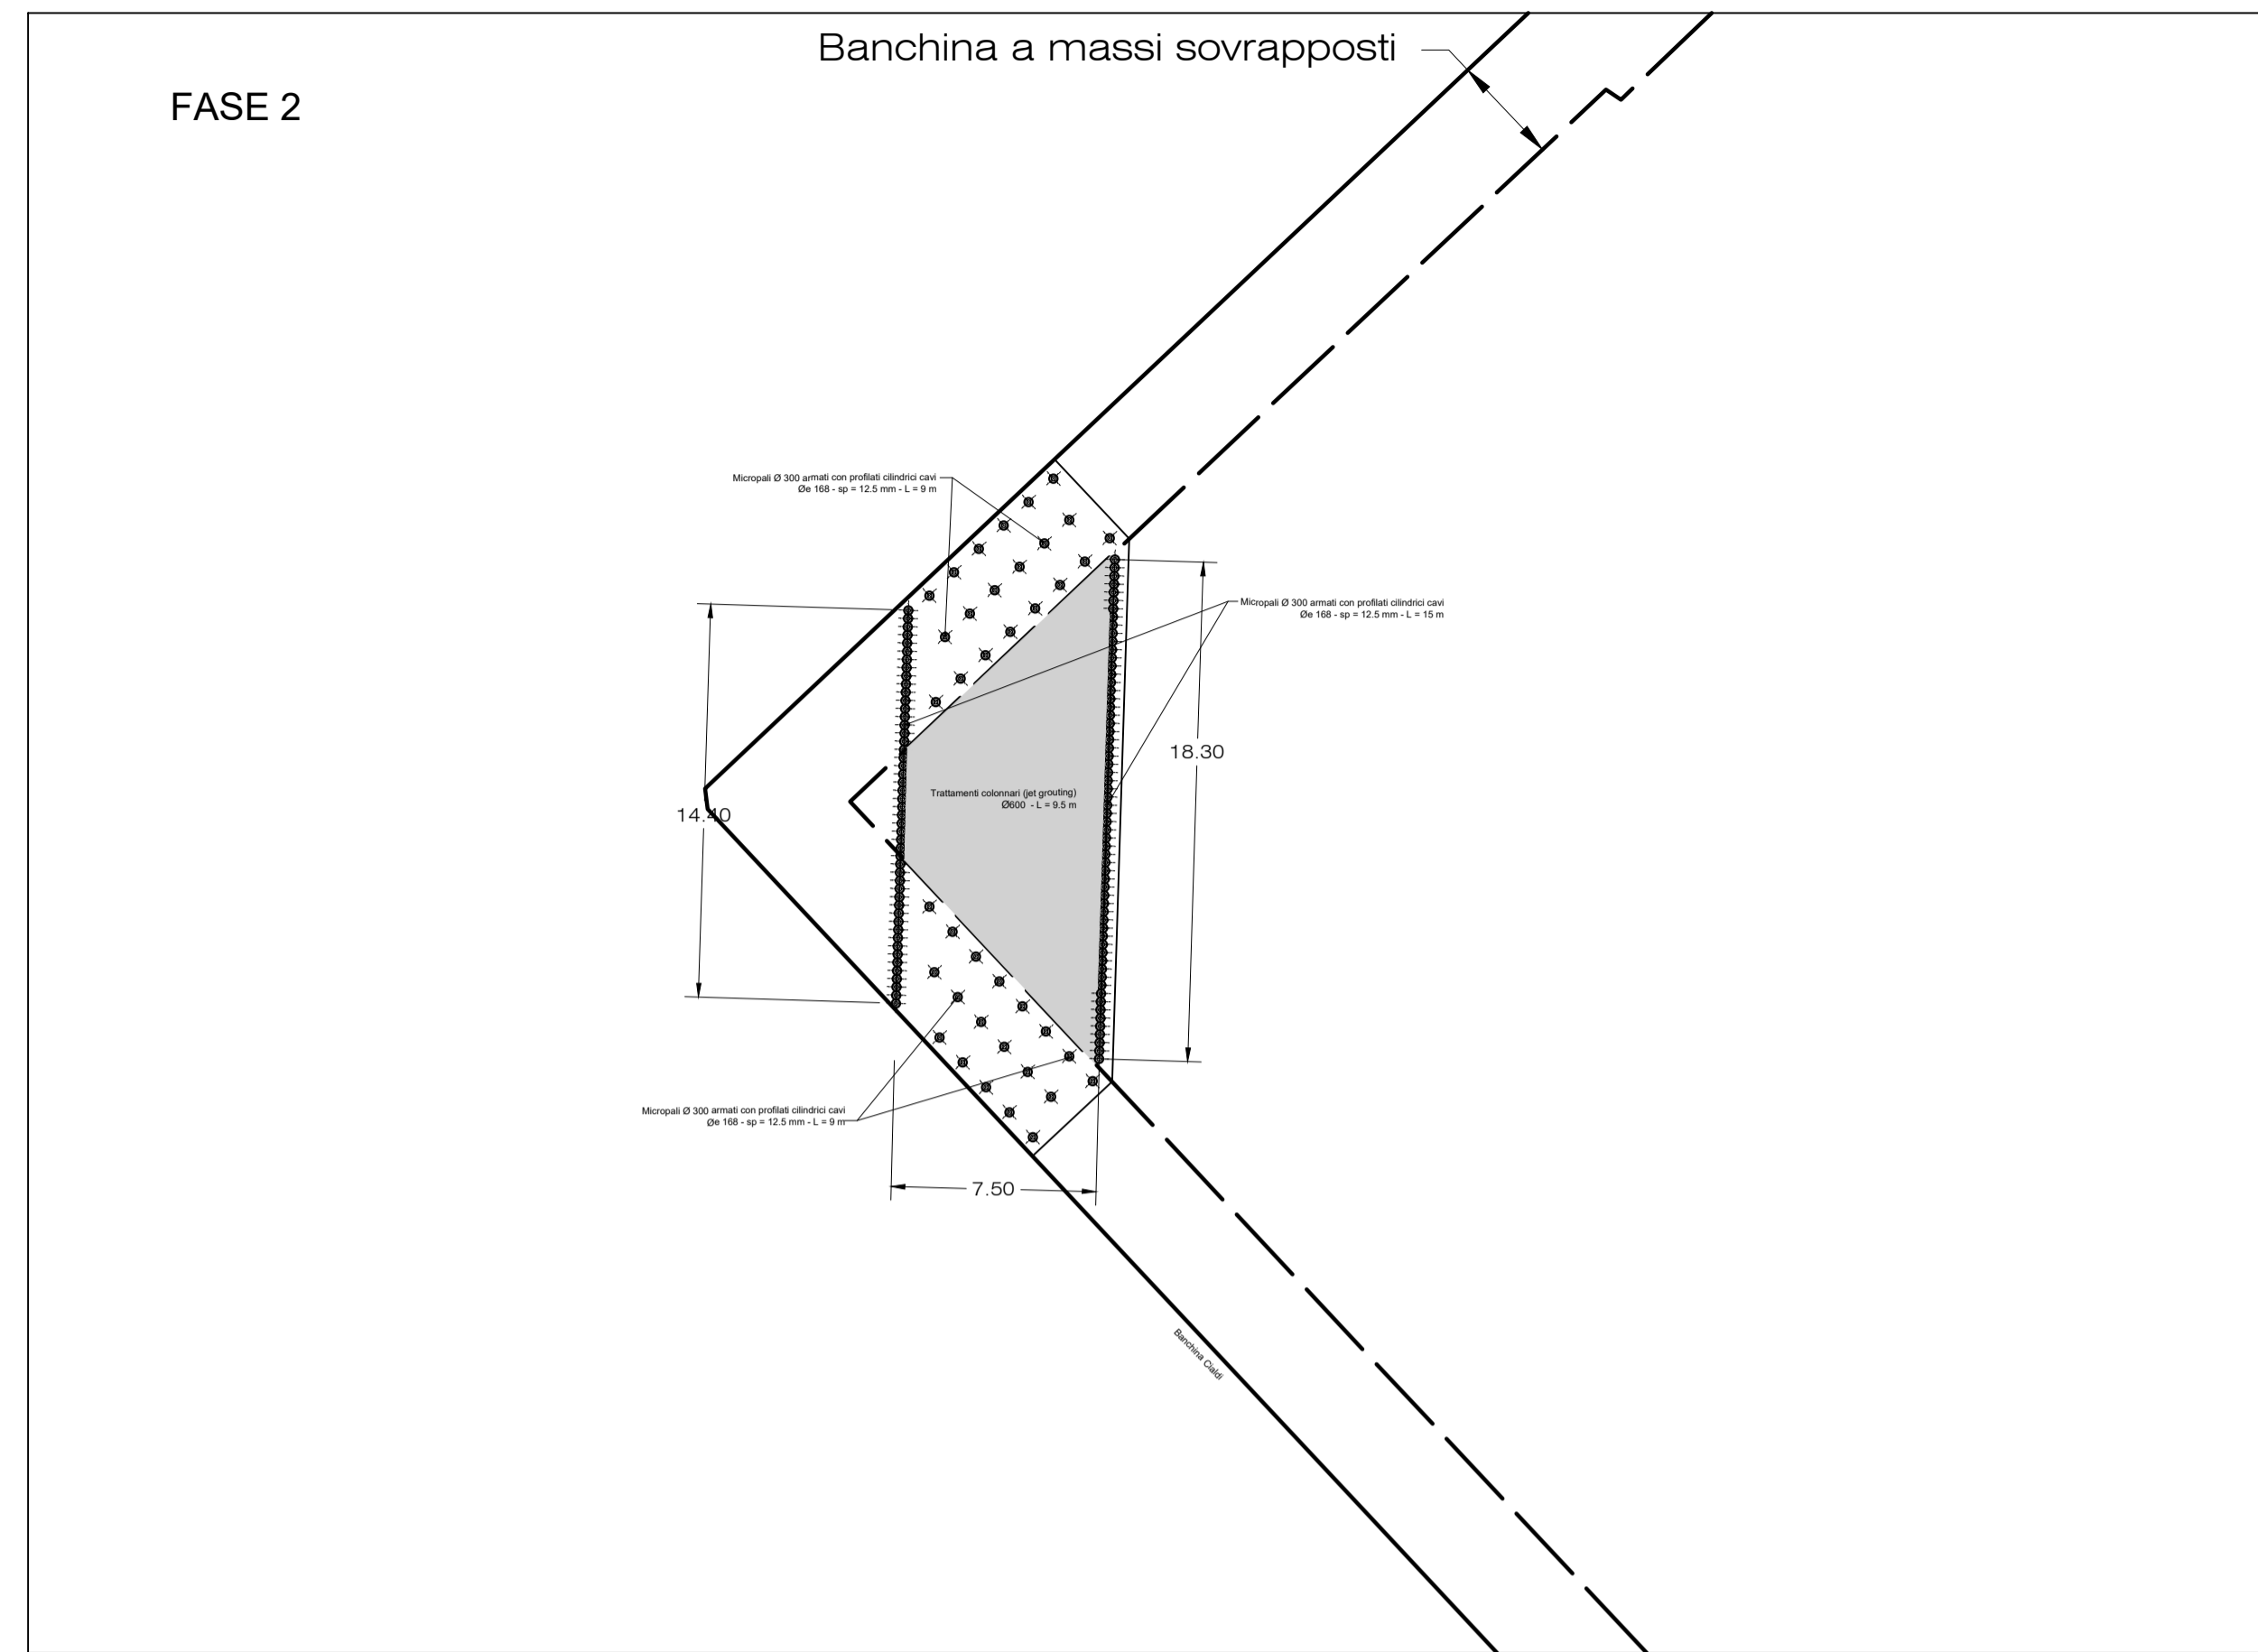 Banchina a massi sovrapposti
FASE 2
Micropali Ø 300 armati con profilati cilindrici cavi
Øe 168 - sp = 12.5 mm - L = 9 m
Micropali Ø 300 armati con profilati cilindrici cavi
Øe 168 - sp = 12.5 mm - L = 15 m
18.30
Trattamenti colonnari (jet grouting)
Ø600 - L = 9.5 m
14.40
Micropali Ø 300 armati con profilati cilindrici cavi
Øe 168 - sp = 12.5 mm - L = 9 m
7.50
Banchina Cialdi